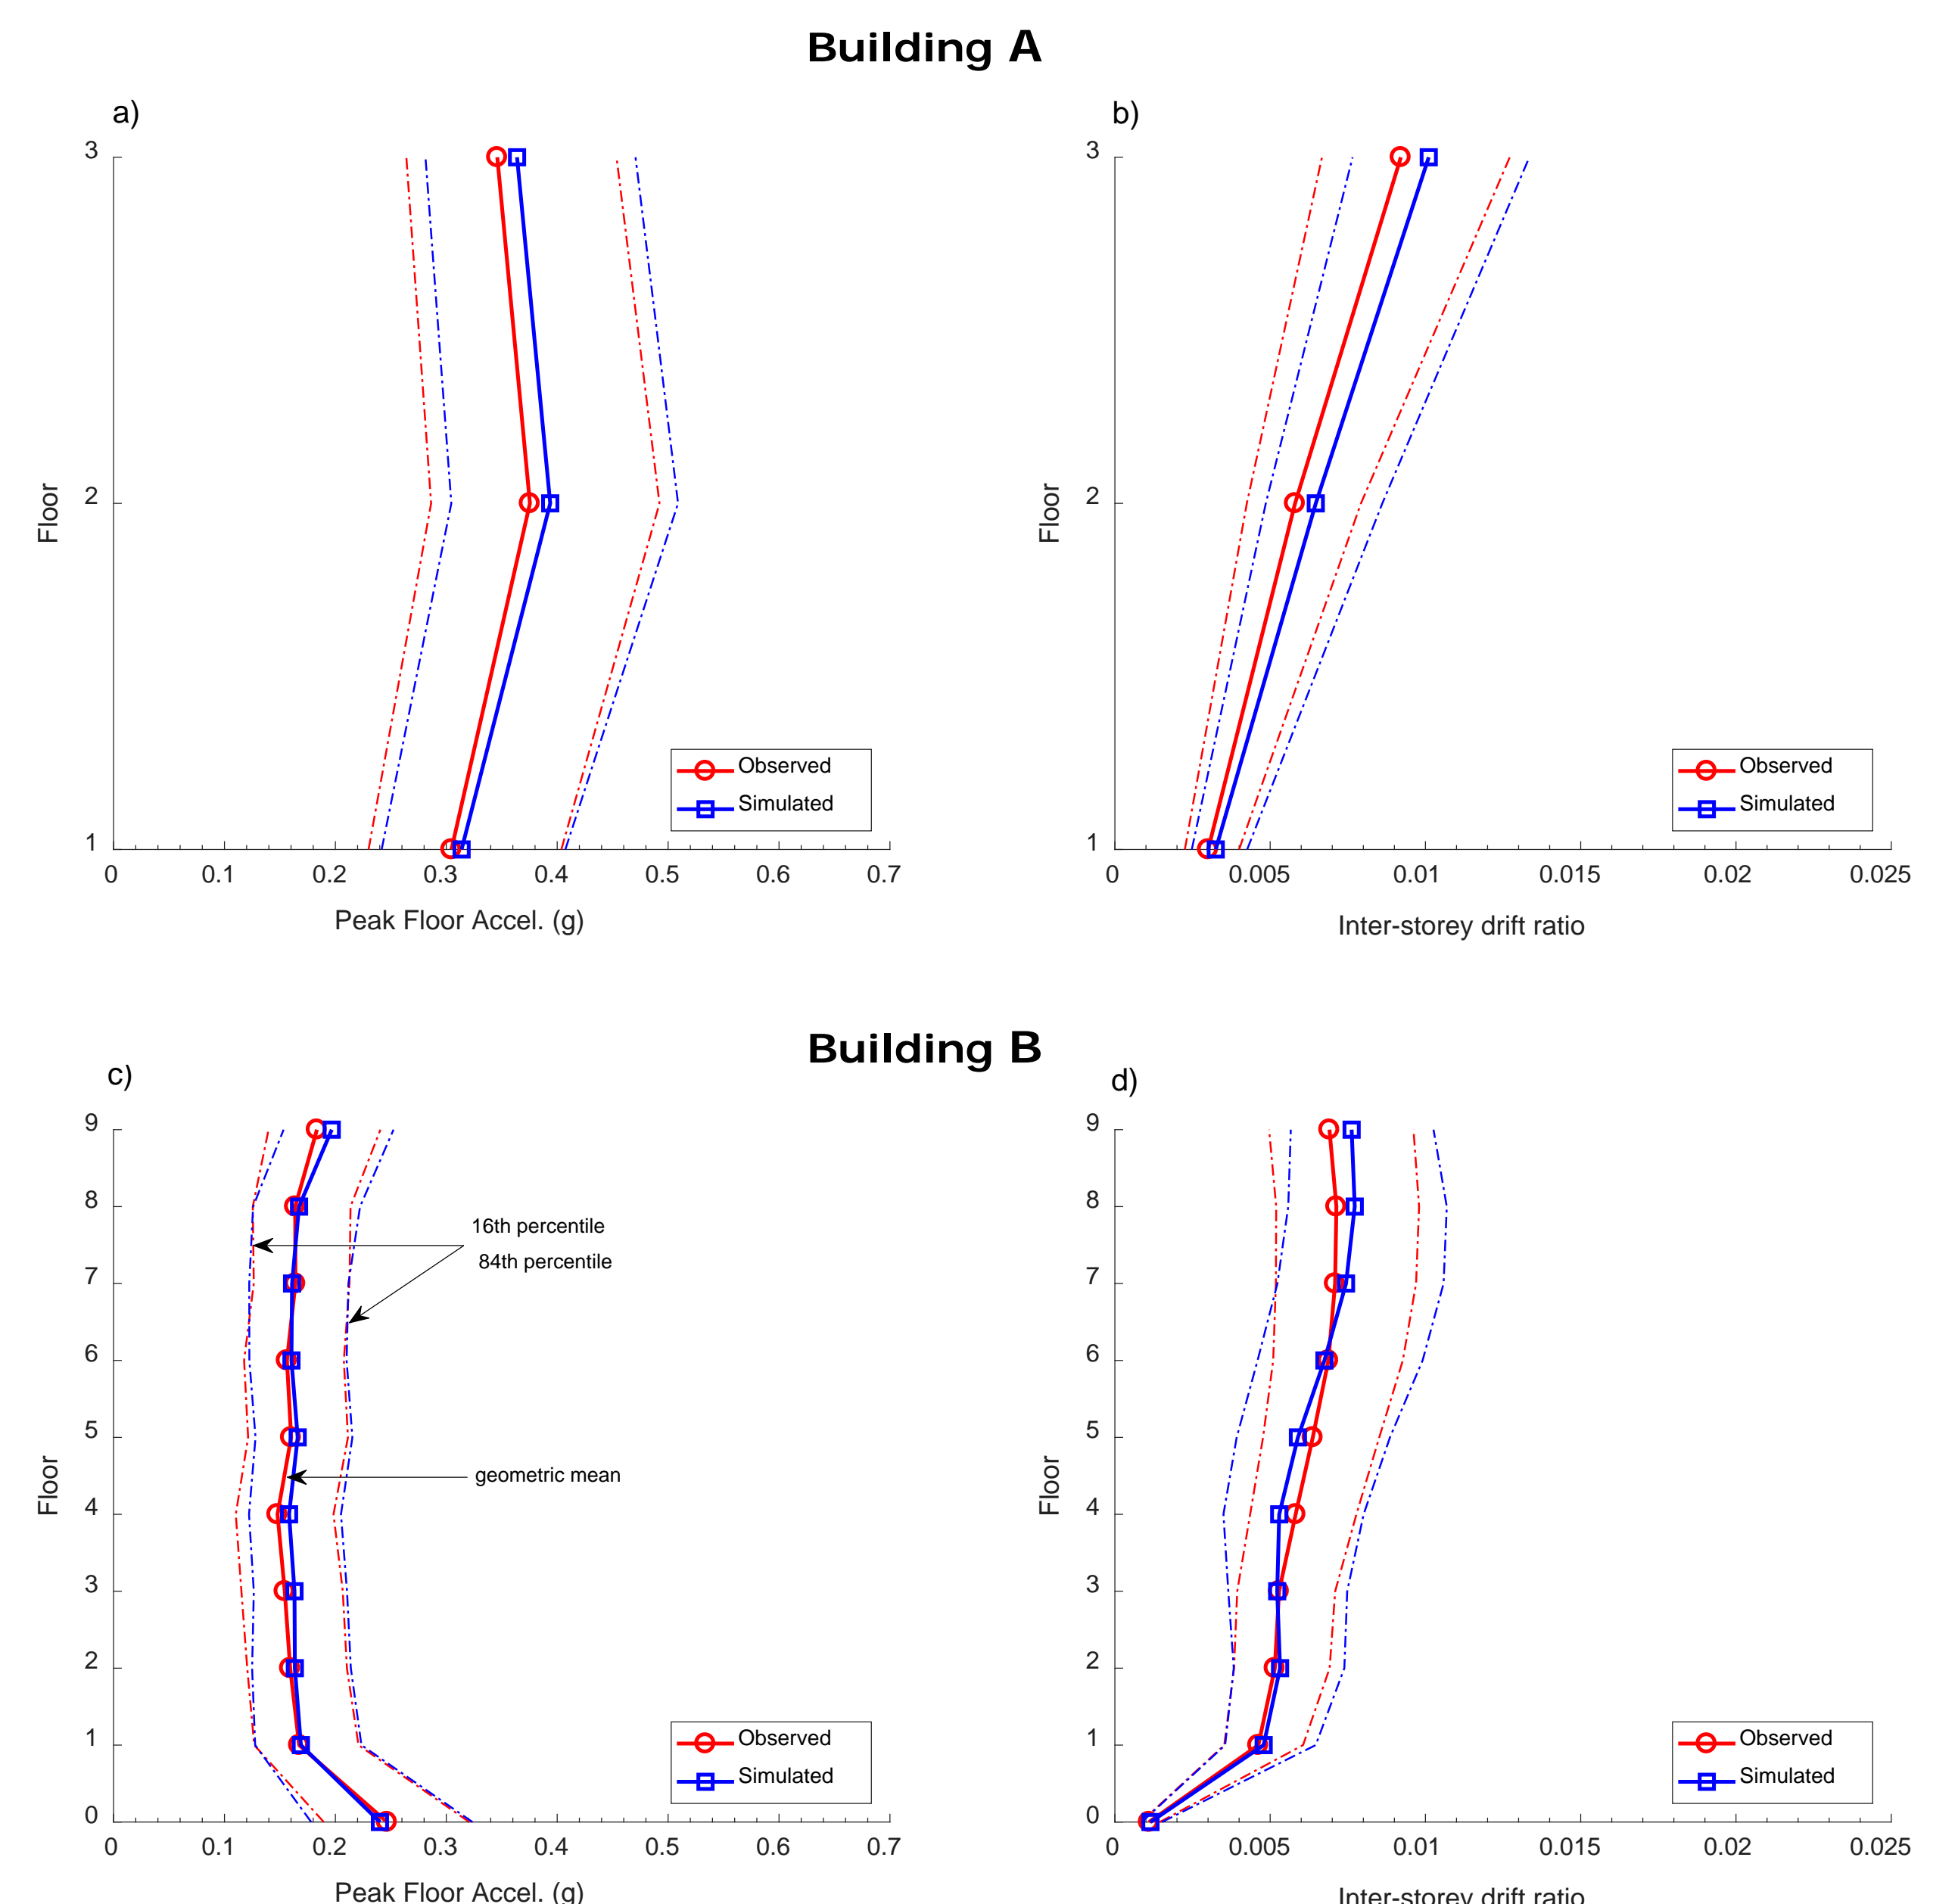 Building A
a)
3
2
1
Floor
0 0.1 0.2 0.3 0.4 0.5 0.6 0.7
Peak Floor Accel. (g)
Observed
Simulated
b)
3
2
1
Floor
0 0.005 0.01 0.015 0.02 0.025
Inter-storey drift ratio
Observed
Simulated
Building B
c)
9
8
7
6
5
4
3
2
1
0
Floor
16th percentile
84th percentile
geometric mean
Observed
Simulated
0 0.1 0.2 0.3 0.4 0.5 0.6 0.7
Peak Floor Accel. (g)
d)
9
8
7
6
5
4
3
2
1
0
Floor
Observed
Simulated
0 0.005 0.01 0.015 0.02 0.025
Inter-storey drift ratio